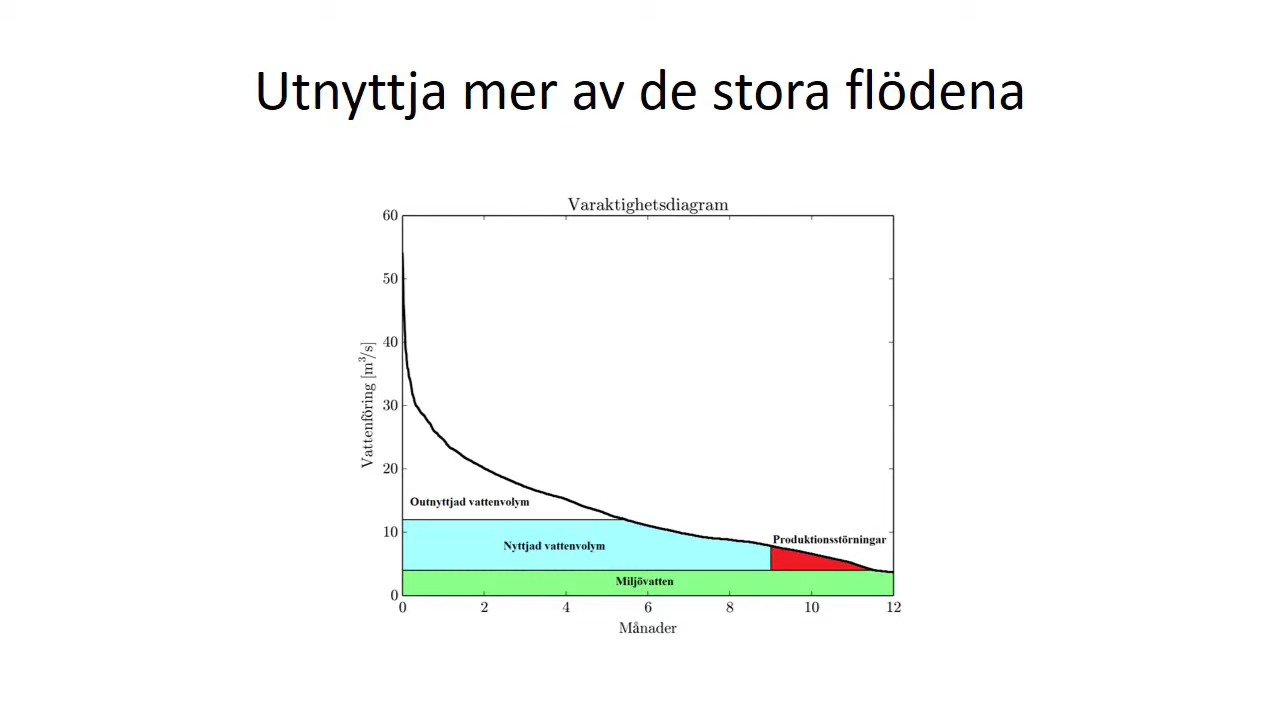 Utnyttja mer av de stora flödena
Varaktighetsdiagram
60
50
40
30
20
10
0
Vattenföring [m³/s]
Outnyttjad vattenvolym
Nyttjad vattenvolym
Produktionsstörningar
Miljövatten
0 2 4 6 8 10 12
Månader